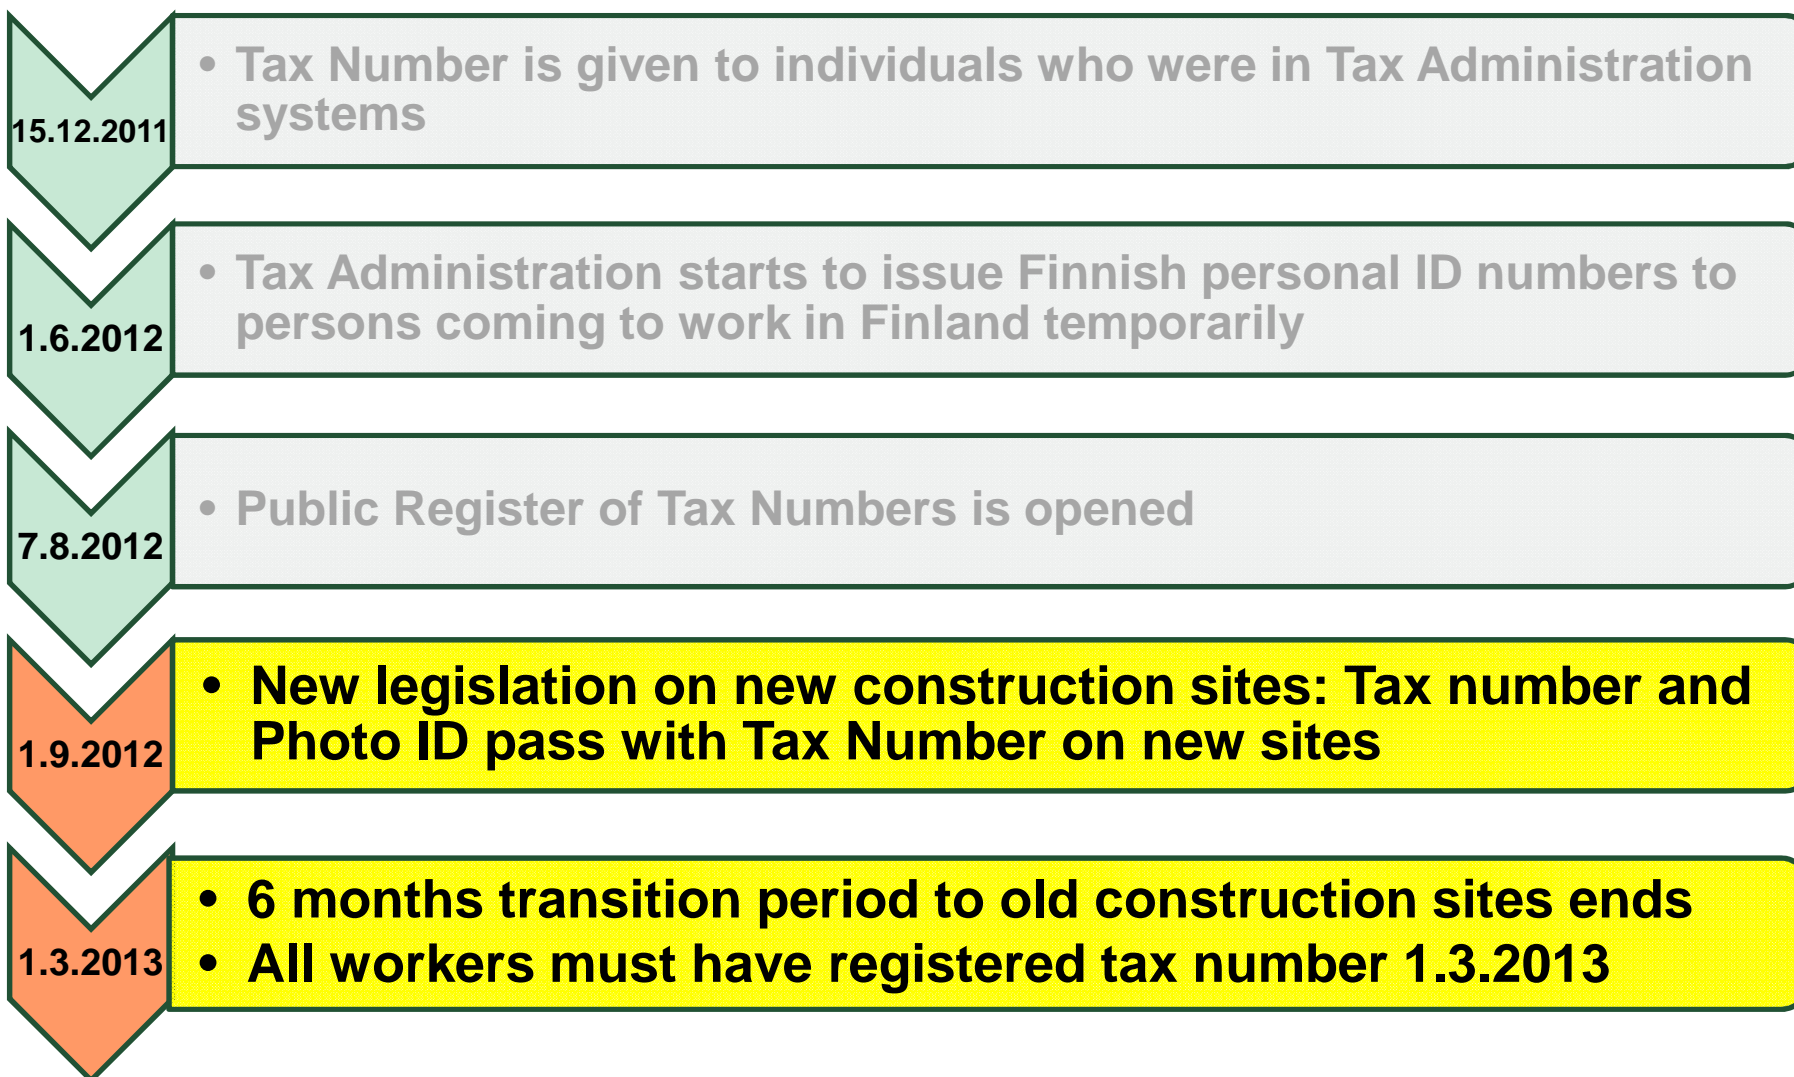 15.12.2011
• Tax Number is given to individuals who were in Tax Administration
systems
1.6.2012
• Tax Administration starts to issue Finnish personal ID numbers to
persons coming to work in Finland temporarily
7.8.2012
• Public Register of Tax Numbers is opened
1.9.2012
• New legislation on new construction sites: Tax number and
Photo ID pass with Tax Number on new sites
1.3.2013
• 6 months transition period to old construction sites ends
• All workers must have registered tax number 1.3.2013